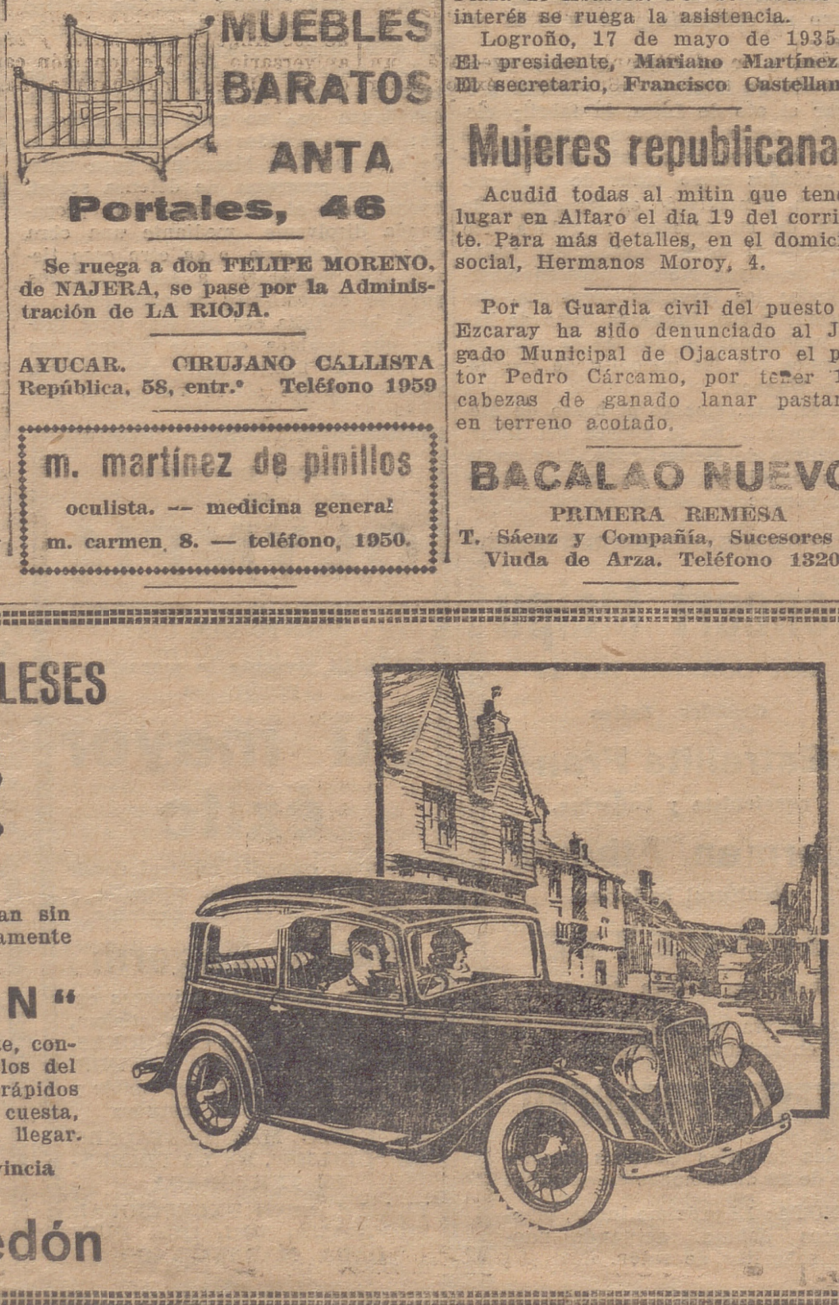 MUEBLES
BARATOS
ANTA
Portales, 46
Se ruega a don FELIPE MORENO,
de NAJERA, se pase por la Adminis-
tración de LA RIOJA.
AYUCAR. CIRUJANO CALLISTA
República, 58, entr.º Teléfono 1959
m. martínez de pinillos
oculista. -- medicina general
m. carmen, 8. — teléfono, 1950.
interés se ruega la asistencia.
Logroño, 17 de mayo de 1935
El presidente, Mariano Martínez
El secretario, Francisco Castellan
Mujeres republicana
Acudid todas al mitin que ten
lugar en Alfaro el día 19 del corri
te. Para más detalles, en el domici
social, Hermanos Moroy, 4.
Por la Guardia civil del puesto
Ezcaray ha sido denunciado al J
gado Municipal de Ojacastro el p
tor Pedro Cárcamo, por tener 1
cabezas de ganado lanar pastan
en terreno acotado.
BACALAO NUEVO
PRIMERA REMESA
T. Sáenz y Compañía, Sucesores
Viuda de Arza. Teléfono 1320
LESES
an sin
amente
N"
e, con-
los del
rápidos
cuesta,
llegar.
vincia
edón